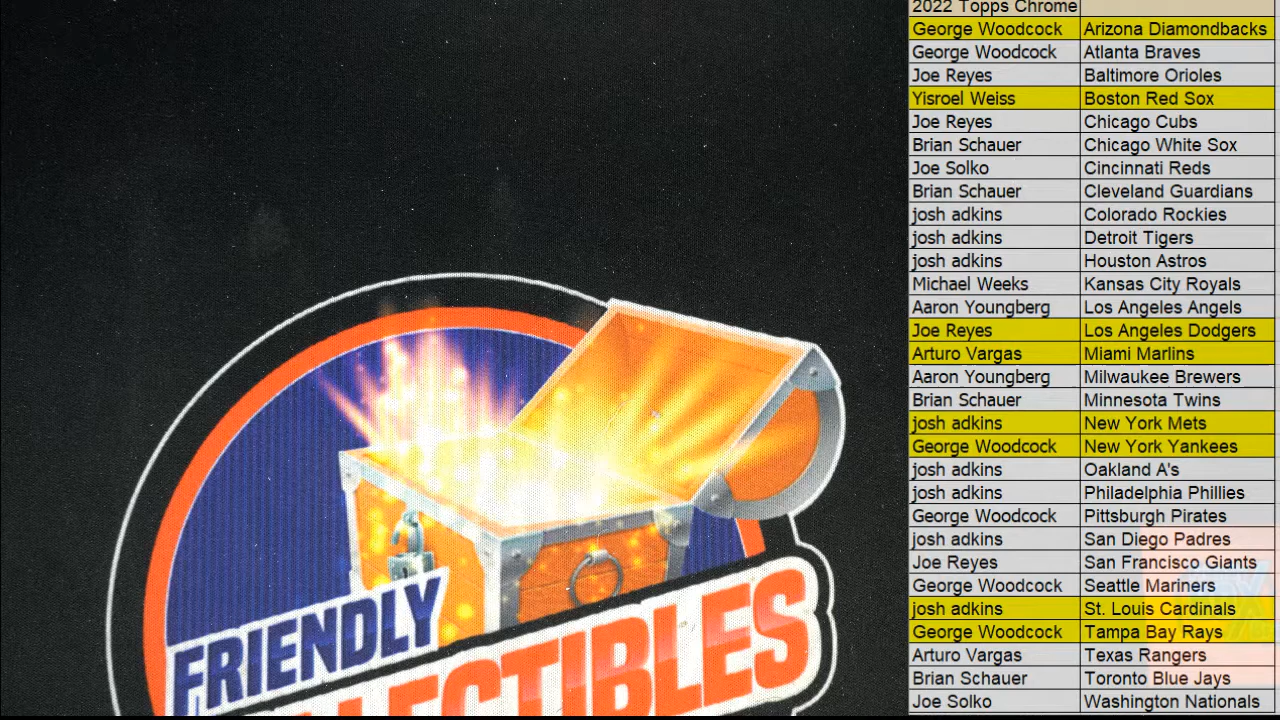 2022 Topps Chrome
George Woodcock Arizona Diamondbacks
George Woodcock Atlanta Braves
Joe Reyes Baltimore Orioles
Yisroel Weiss Boston Red Sox
Joe Reyes Chicago Cubs
Brian Schauer Chicago White Sox
Joe Solko Cincinnati Reds
Brian Schauer Cleveland Guardians
josh adkins Colorado Rockies
josh adkins Detroit Tigers
josh adkins Houston Astros
Michael Weeks Kansas City Royals
Aaron Youngberg Los Angeles Angels
Joe Reyes Los Angeles Dodgers
Arturo Vargas Miami Marlins
Aaron Youngberg Milwaukee Brewers
Brian Schauer Minnesota Twins
josh adkins New York Mets
George Woodcock New York Yankees
josh adkins Oakland A's
josh adkins Philadelphia Phillies
George Woodcock Pittsburgh Pirates
josh adkins San Diego Padres
Joe Reyes San Francisco Giants
George Woodcock Seattle Mariners
josh adkins St. Louis Cardinals
George Woodcock Tampa Bay Rays
Arturo Vargas Texas Rangers
Brian Schauer Toronto Blue Jays
Joe Solko Washington Nationals
FRIENDLY
LECTIBLES